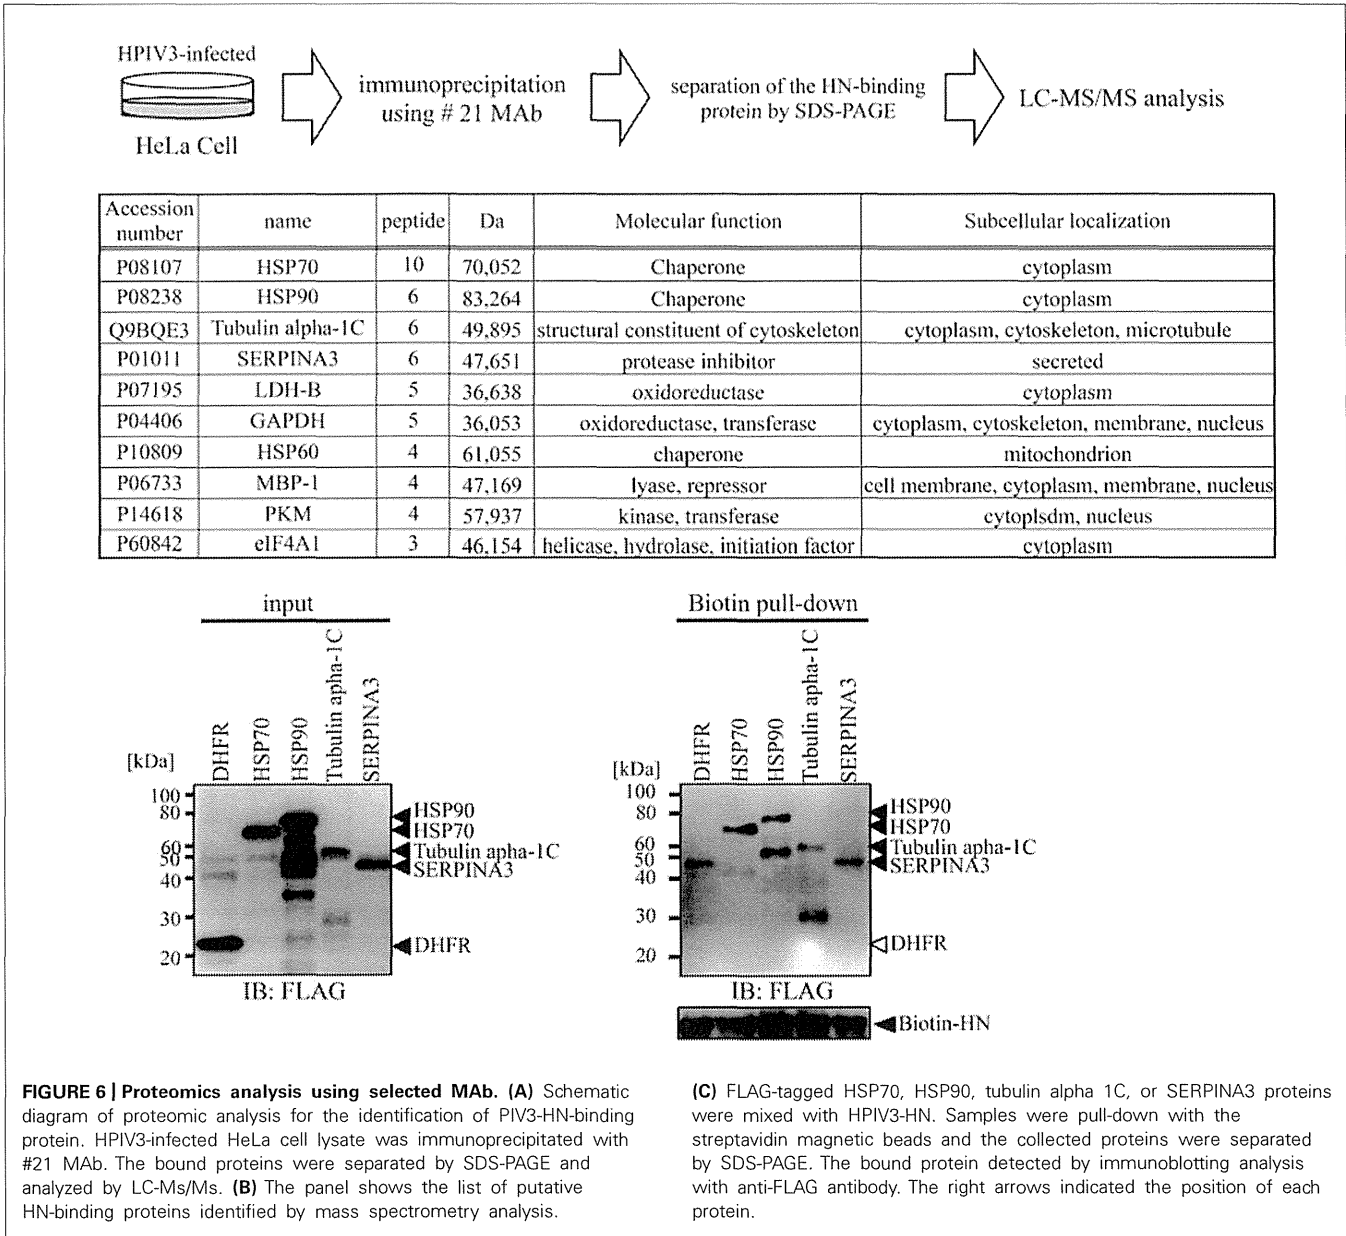 HPIV3-infected
HeLa Cell
immunoprecipitation
using # 21 MAb
separation of the HN-binding
protein by SDS-PAGE
LC-MS/MS analysis
Accession number name peptide Da Molecular function Subcellular localization
P08107 HSP70 10 70,052 Chaperone cytoplasm
P08238 HSP90 6 83,264 Chaperone cytoplasm
Q9BQE3 Tubulin alpha-1C 6 49,895 structural constituent of cytoskeleton cytoplasm, cytoskeleton, microtubule
P01011 SERPINA3 6 47,651 protease inhibitor secreted
P07195 LDH-B 5 36,638 oxidoreductase cytoplasm
P04406 GAPDH 5 36,053 oxidoreductase, transferase cytoplasm, cytoskeleton, membrane, nucleus
P10809 HSP60 4 61,055 chaperone mitochondrion
P06733 MBP-1 4 47,169 lyase, repressor cell membrane, cytoplasm, membrane, nucleus
P14618 PKM 4 57,937 kinase, transferase cytoplsdm, nucleus
P60842 eIF4A1 3 46,154 helicase, hydrolase, initiation factor cytoplasm
input
DHFR
HSP70
HSP90
Tubulin apha-1C
SERPINA3
[kDa]
100
80
60
50
40
30
20
HSP90
HSP70
Tubulin apha-1C
SERPINA3
DHFR
IB: FLAG
Biotin pull-down
DHFR
HSP70
HSP90
Tubulin apha-1C
SERPINA3
[kDa]
100
80
60
50
40
30
20
HSP90
HSP70
Tubulin apha-1C
SERPINA3
DHFR
IB: FLAG
Biotin-HN
FIGURE 6 | Proteomics analysis using selected MAb. (A) Schematic
diagram of proteomic analysis for the identification of PIV3-HN-binding
protein. HPIV3-infected HeLa cell lysate was immunoprecipitated with
#21 MAb. The bound proteins were separated by SDS-PAGE and
analyzed by LC-Ms/Ms. (B) The panel shows the list of putative
HN-binding proteins identified by mass spectrometry analysis.
(C) FLAG-tagged HSP70, HSP90, tubulin alpha 1C, or SERPINA3 proteins
were mixed with HPIV3-HN. Samples were pull-down with the
streptavidin magnetic beads and the collected proteins were separated
by SDS-PAGE. The bound protein detected by immunoblotting analysis
with anti-FLAG antibody. The right arrows indicated the position of each
protein.